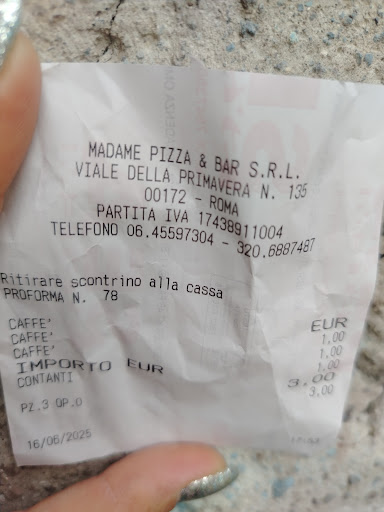 MADAME PIZZA & BAR S.R.L.
VIALE DELLA PRIMAVERA N. 135
00172 - ROMA
PARTITA IVA 17438911004
TELEFONO 06.45597304 - 320.6887487
Ritirare scontrino alla cassa
PROFORMA N. 78
EUR
CAFFE' 1,00
CAFFE' 1,00
CAFFE' 1,00
IMPORTO EUR 3,00
CONTANTI 3,00
PZ.3 OP.0
16/06/2025